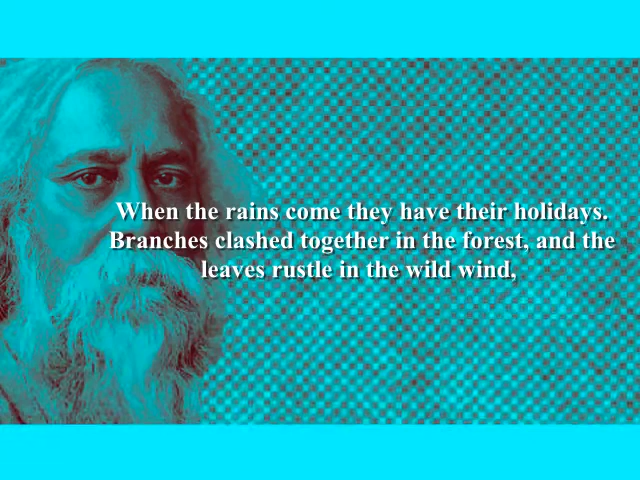 When the rains come they have their holidays.
Branches clashed together in the forest, and the
leaves rustle in the wild wind,